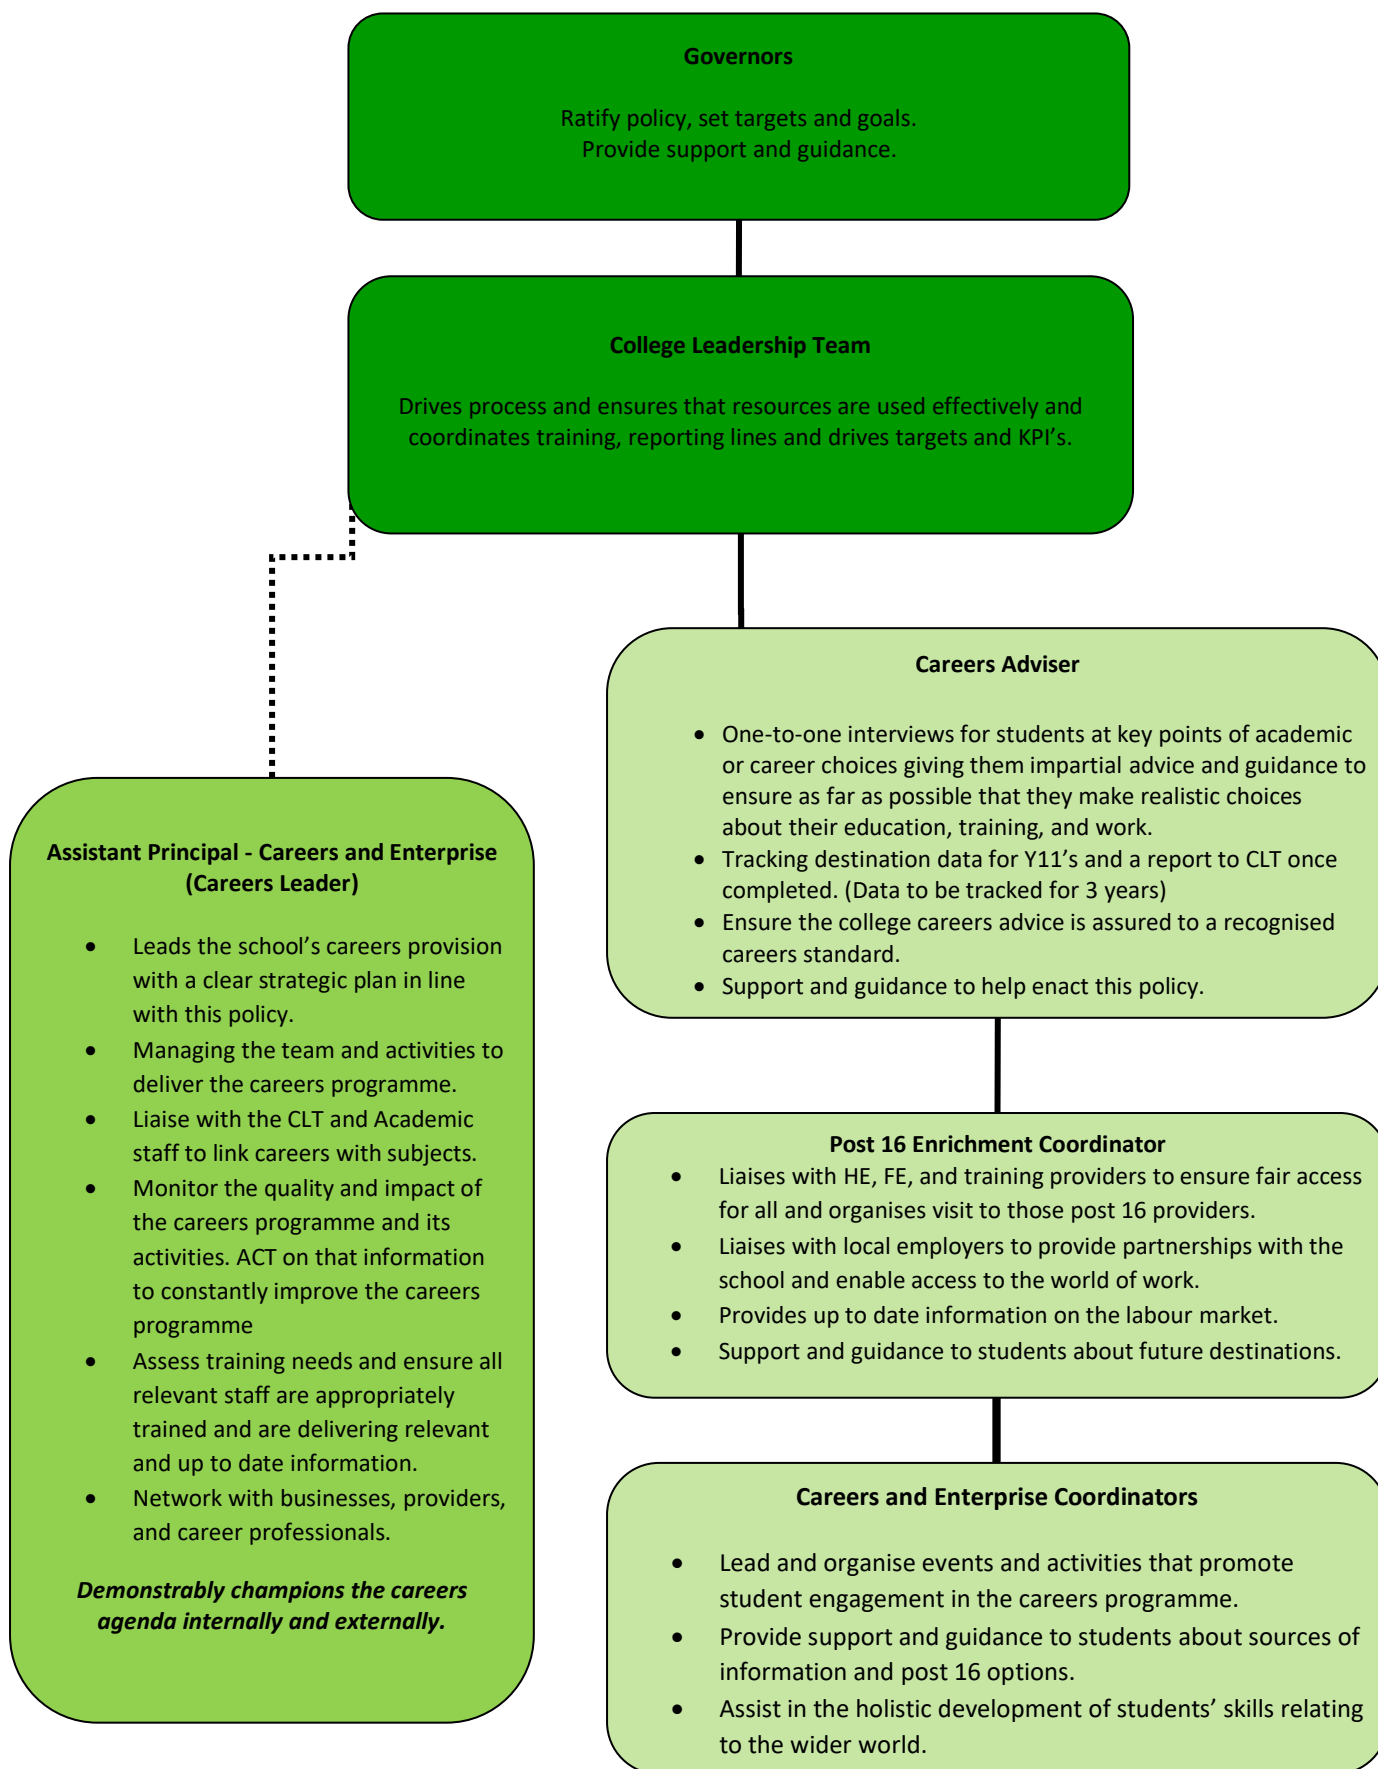 Governors
Ratify policy, set targets and goals.
Provide support and guidance.
College Leadership Team
Drives process and ensures that resources are used effectively and
coordinates training, reporting lines and drives targets and KPI’s.
Careers Adviser
• One-to-one interviews for students at key points of academic
or career choices giving them impartial advice and guidance to
ensure as far as possible that they make realistic choices
about their education, training, and work.
• Tracking destination data for Y11’s and a report to CLT once
completed. (Data to be tracked for 3 years)
• Ensure the college careers advice is assured to a recognised
careers standard.
• Support and guidance to help enact this policy.
Assistant Principal - Careers and Enterprise
(Careers Leader)
• Leads the school’s careers provision
with a clear strategic plan in line
with this policy.
• Managing the team and activities to
deliver the careers programme.
• Liaise with the CLT and Academic
staff to link careers with subjects.
• Monitor the quality and impact of
the careers programme and its
activities. ACT on that information
to constantly improve the careers
programme
• Assess training needs and ensure all
relevant staff are appropriately
trained and are delivering relevant
and up to date information.
• Network with businesses, providers,
and career professionals.
Demonstrably champions the careers
agenda internally and externally.
Post 16 Enrichment Coordinator
• Liaises with HE, FE, and training providers to ensure fair access
for all and organises visit to those post 16 providers.
• Liaises with local employers to provide partnerships with the
school and enable access to the world of work.
• Provides up to date information on the labour market.
• Support and guidance to students about future destinations.
Careers and Enterprise Coordinators
• Lead and organise events and activities that promote
student engagement in the careers programme.
• Provide support and guidance to students about sources of
information and post 16 options.
• Assist in the holistic development of students’ skills relating
to the wider world.